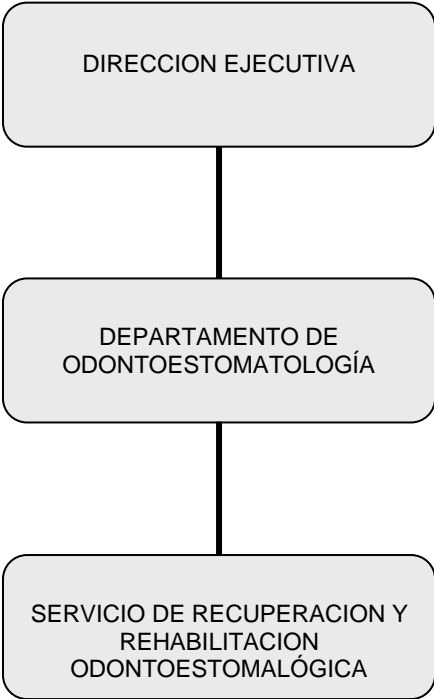 DIRECCION EJECUTIVA
DEPARTAMENTO DE
ODONTOESTOMATOLOGÍA
SERVICIO DE RECUPERACION Y
REHABILITACION
ODONTOESTOMALÓGICA